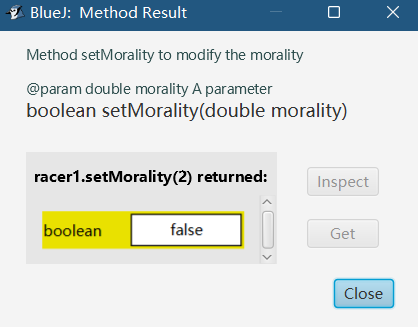 BlueJ: Method Result
Method setMorality to modify the morality
@param double morality A parameter
boolean setMorality(double morality)
racer1.setMorality(2) returned:
boolean false
Inspect
Get
Close